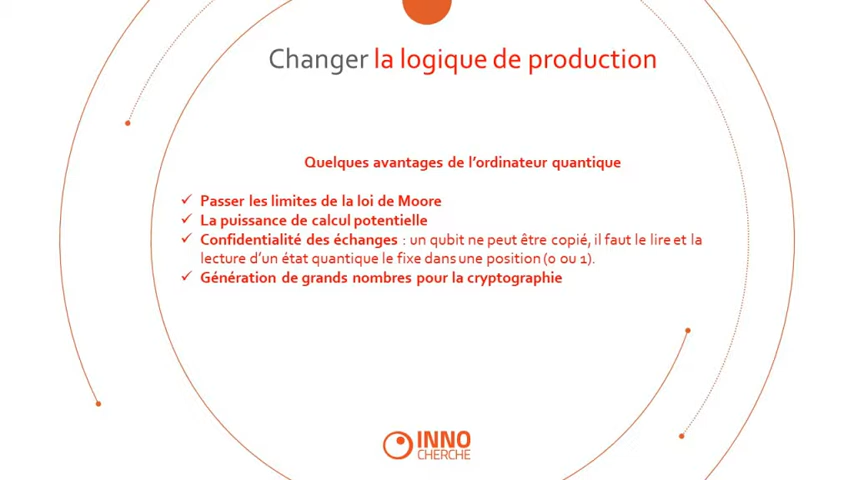 Changer la logique de production
Quelques avantages de l'ordinateur quantique
✓ Passer les limites de la loi de Moore
✓ La puissance de calcul potentielle
✓ Confidentialité des échanges : un qubit ne peut être copié, il faut le lire et la
lecture d'un état quantique le fixe dans une position (0 ou 1).
✓ Génération de grands nombres pour la cryptographie
INNO
CHERCHE